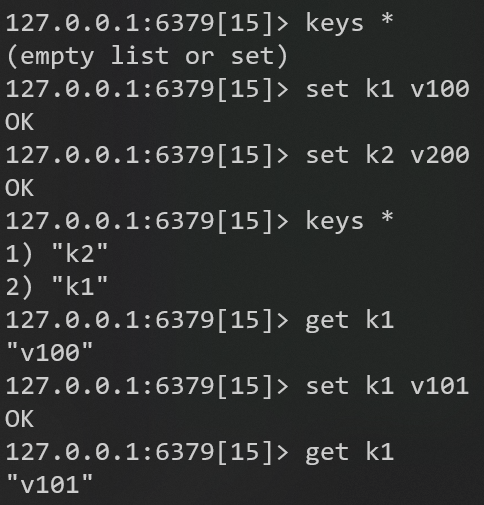 127.0.0.1:6379[15]> keys *
(empty list or set)
127.0.0.1:6379[15]> set k1 v100
OK
127.0.0.1:6379[15]> set k2 v200
OK
127.0.0.1:6379[15]> keys *
1) "k2"
2) "k1"
127.0.0.1:6379[15]> get k1
"v100"
127.0.0.1:6379[15]> set k1 v101
OK
127.0.0.1:6379[15]> get k1
"v101"